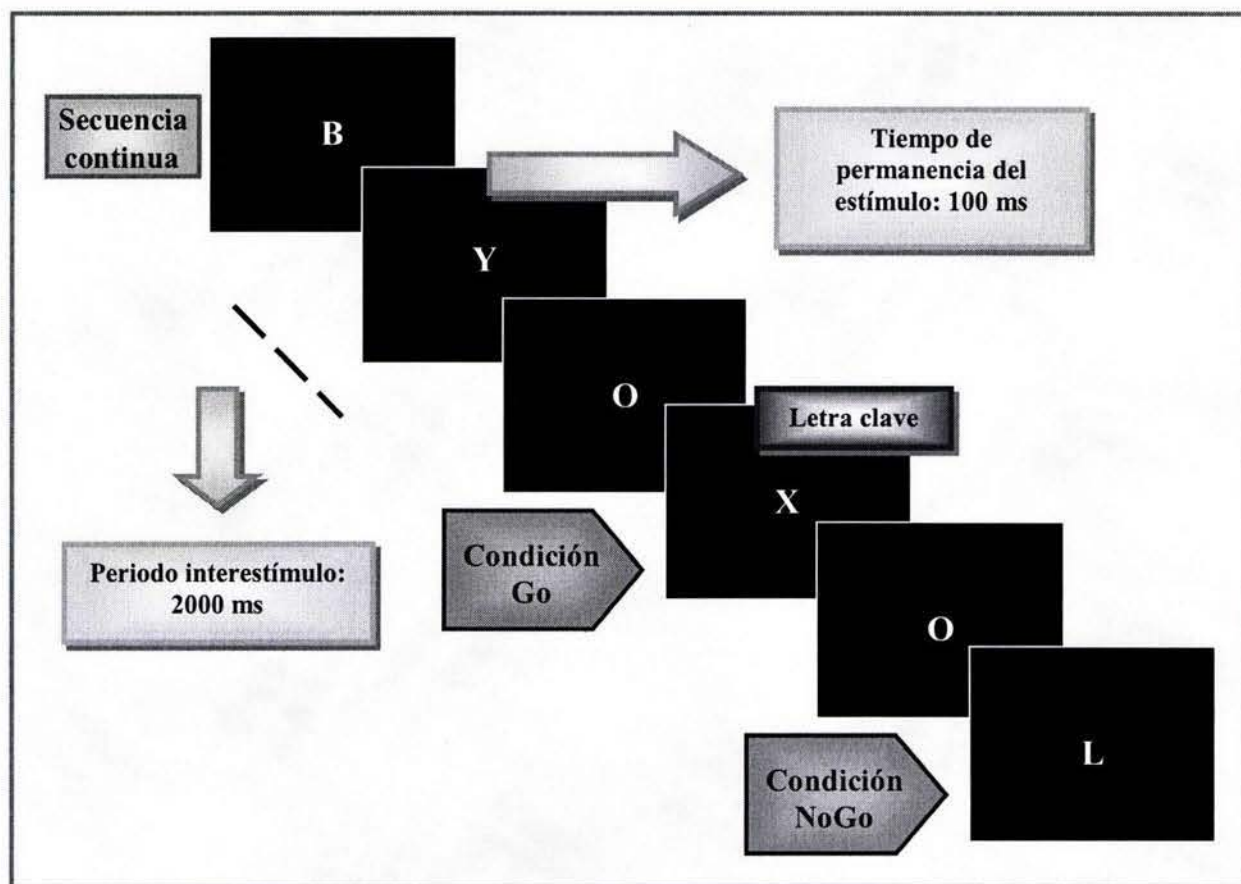 Secuencia
continua
B
Tiempo de
permanencia del
estímulo: 100 ms
Y
O
Letra clave
X
Condición
Go
Periodo interestímulo:
2000 ms
O
L
Condición
NoGo